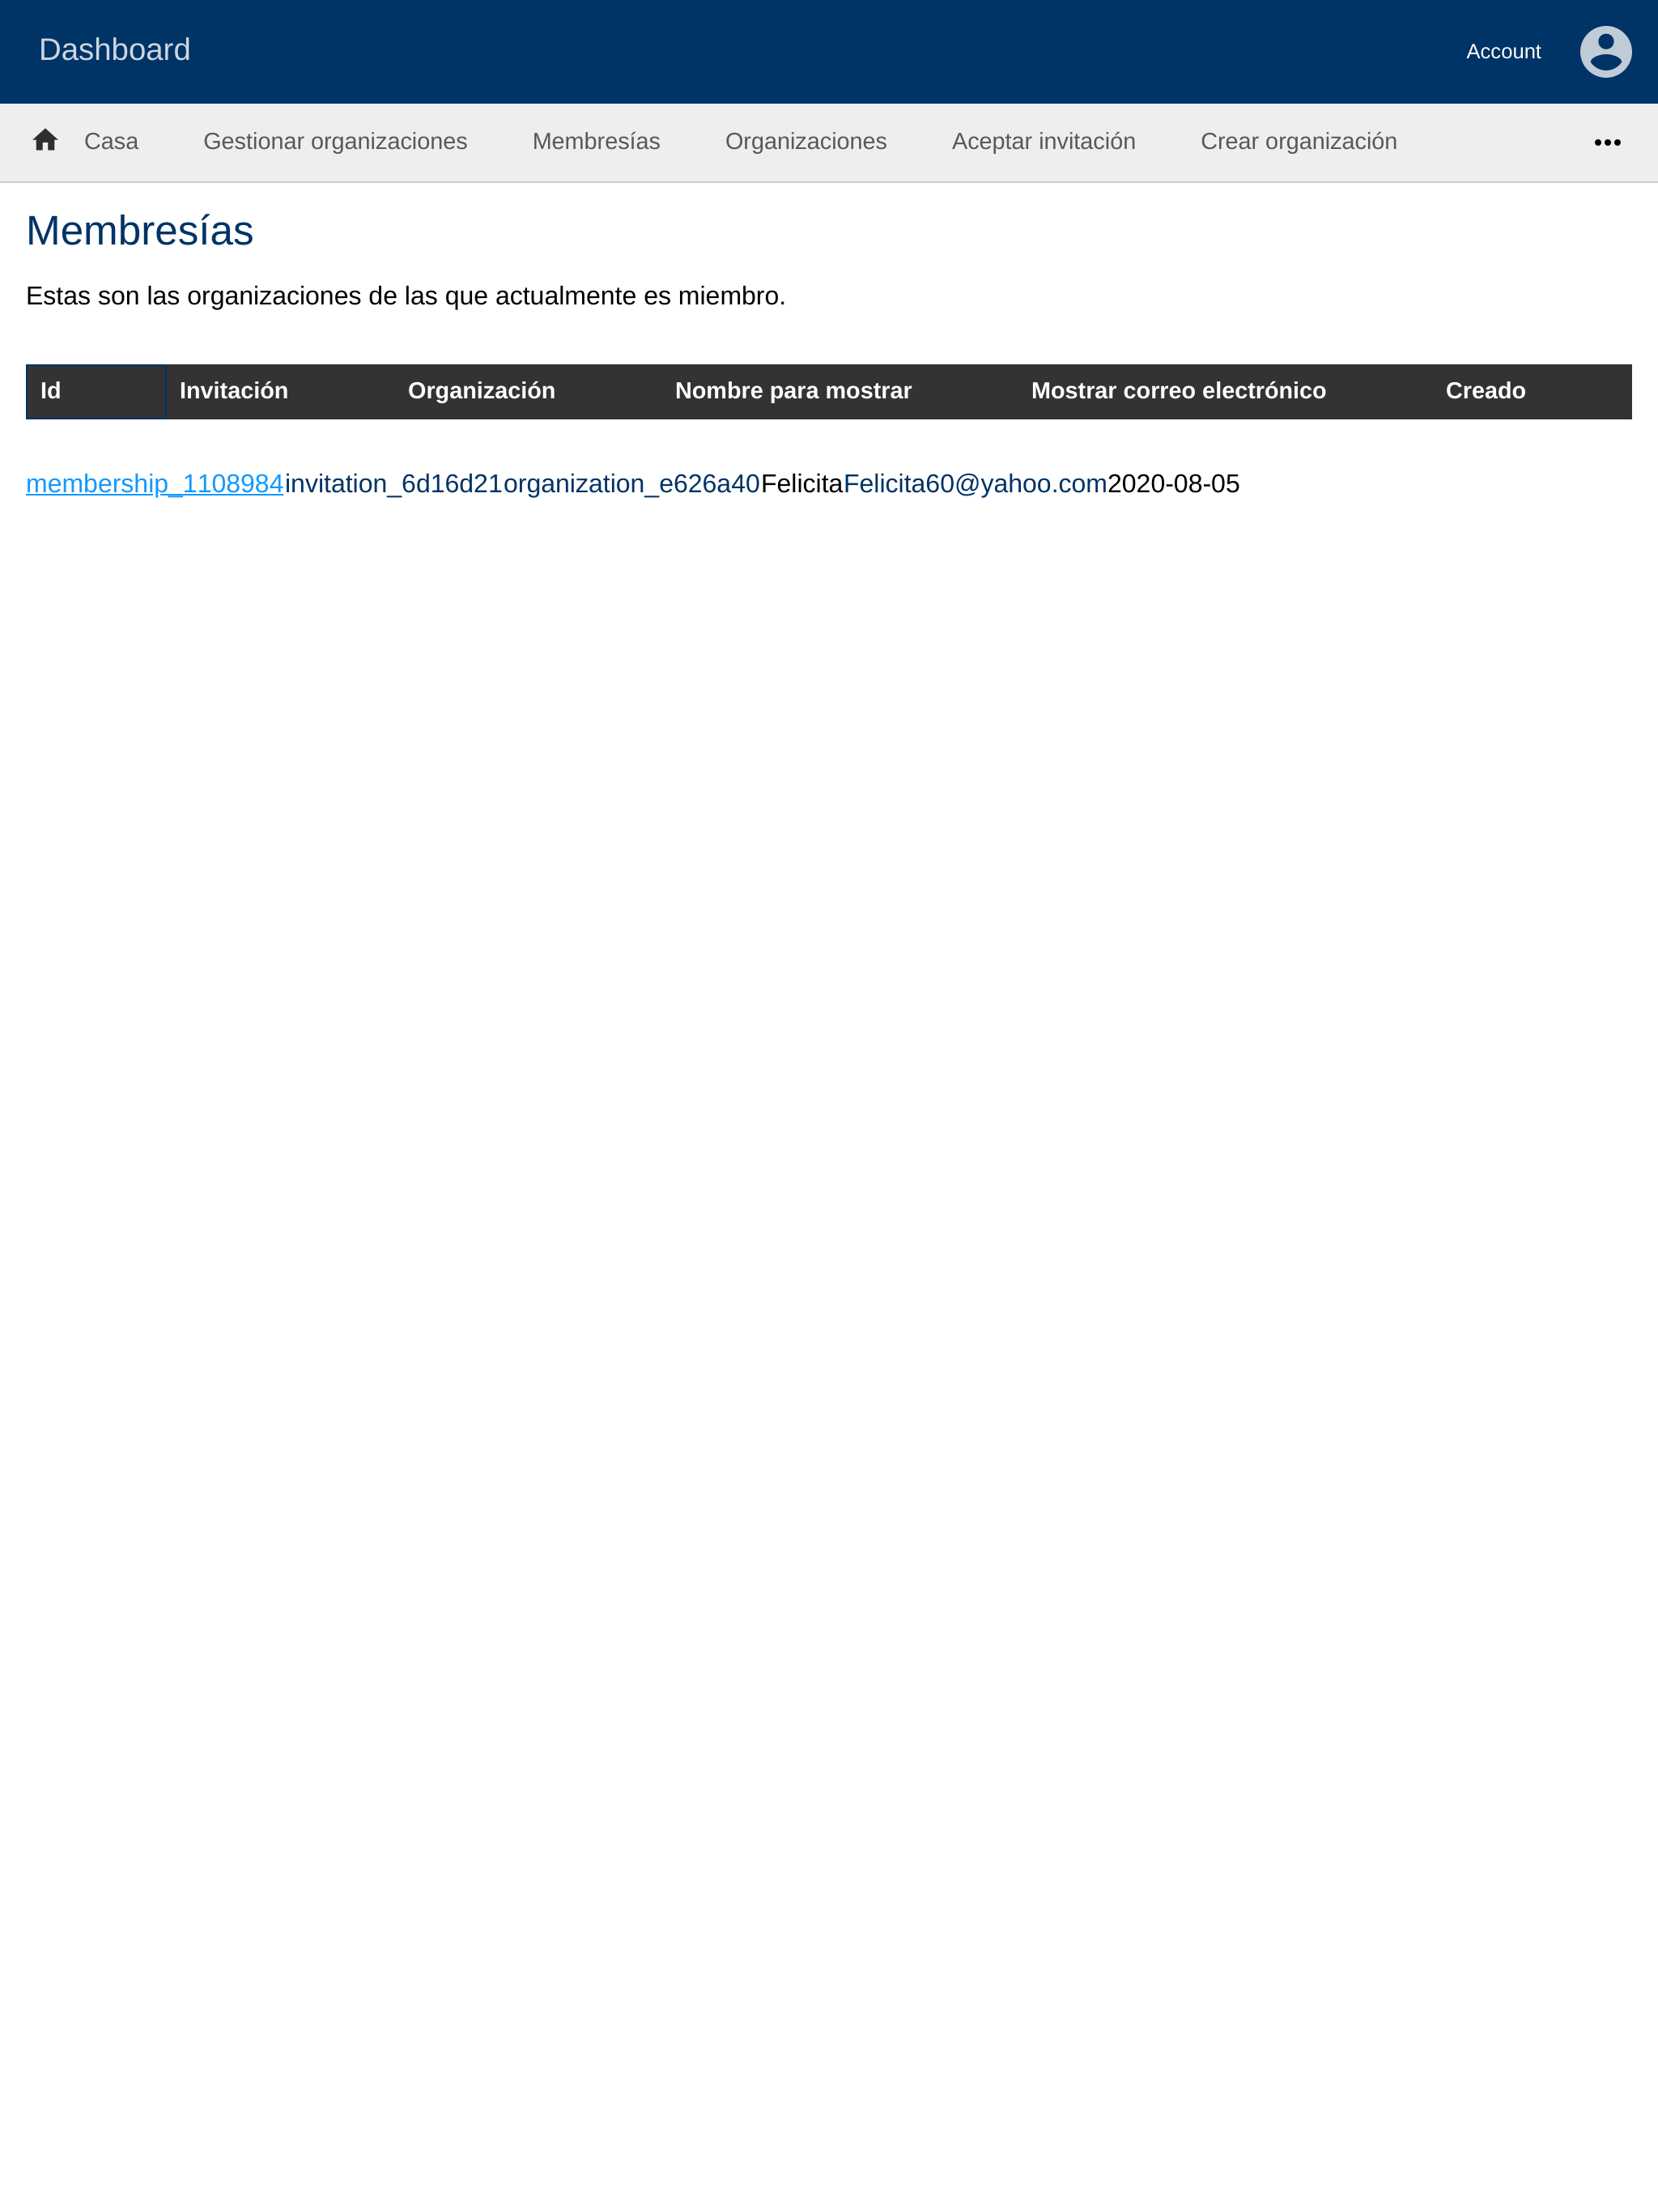 Dashboard Account
Casa Gestionar organizaciones Membresías Organizaciones Aceptar invitación Crear organización
Membresías
Estas son las organizaciones de las que actualmente es miembro.
Id Invitación Organización Nombre para mostrar Mostrar correo electrónico Creado
membership_1108984invitation_6d16d21organization_e626a40FelicitaFelicita60@yahoo.com2020-08-05